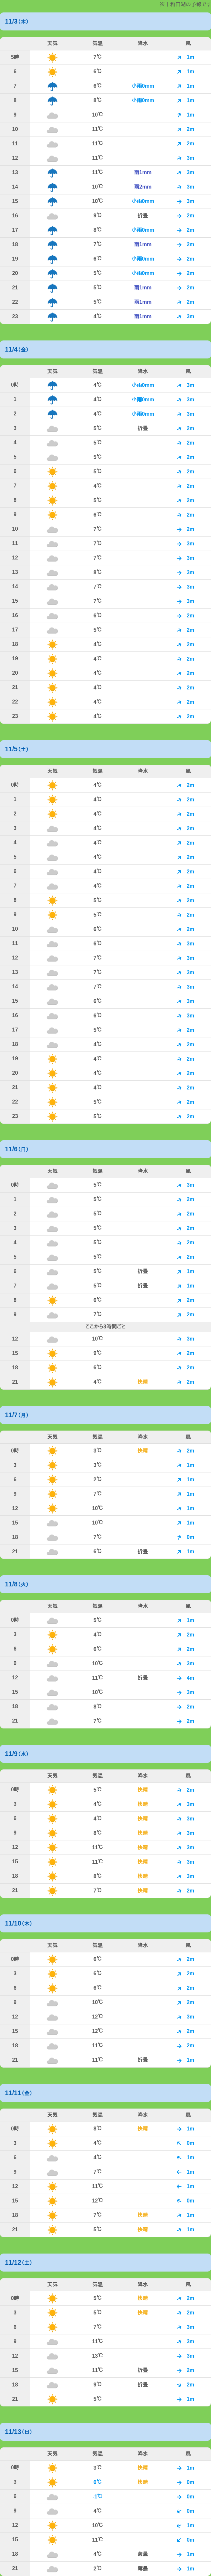 ※十和田湖の予報です
11/3(木)
天気 気温 降水 風
5時 7℃ 1m
6 6℃ 1m
7 6℃ 小雨0mm 1m
8 8℃ 小雨0mm 1m
9 10℃ 1m
10 11℃ 2m
11 11℃ 2m
12 11℃ 3m
13 11℃ 雨1mm 3m
14 10℃ 雨2mm 3m
15 10℃ 小雨0mm 3m
16 9℃ 折畳 2m
17 8℃ 小雨0mm 2m
18 7℃ 雨1mm 2m
19 6℃ 小雨0mm 2m
20 5℃ 小雨0mm 2m
21 5℃ 雨1mm 2m
22 5℃ 雨1mm 2m
23 4℃ 雨1mm 3m
11/4(金)
天気 気温 降水 風
0時 4℃ 小雨0mm 3m
1 4℃ 小雨0mm 3m
2 4℃ 小雨0mm 3m
3 5℃ 折畳 2m
4 5℃ 2m
5 5℃ 2m
6 5℃ 2m
7 4℃ 2m
8 5℃ 2m
9 6℃ 2m
10 7℃ 2m
11 7℃ 3m
12 7℃ 3m
13 8℃ 3m
14 7℃ 3m
15 7℃ 3m
16 6℃ 2m
17 5℃ 2m
18 4℃ 2m
19 4℃ 2m
20 4℃ 2m
21 4℃ 2m
22 4℃ 2m
23 4℃ 2m
11/5(土)
天気 気温 降水 風
0時 4℃ 2m
1 4℃ 2m
2 4℃ 2m
3 4℃ 2m
4 4℃ 2m
5 4℃ 2m
6 4℃ 2m
7 4℃ 2m
8 5℃ 2m
9 5℃ 2m
10 6℃ 2m
11 6℃ 3m
12 7℃ 3m
13 7℃ 3m
14 7℃ 3m
15 6℃ 3m
16 6℃ 3m
17 5℃ 2m
18 4℃ 2m
19 4℃ 2m
20 4℃ 2m
21 4℃ 2m
22 5℃ 2m
23 5℃ 2m
11/6(日)
天気 気温 降水 風
0時 5℃ 3m
1 5℃ 2m
2 5℃ 2m
3 5℃ 2m
4 5℃ 2m
5 5℃ 2m
6 5℃ 折畳 1m
7 5℃ 折畳 1m
8 6℃ 2m
9 7℃ 2m
ここから3時間ごと
12 10℃ 3m
15 9℃ 2m
18 6℃ 2m
21 4℃ 快標 2m
11/7(月)
天気 気温 降水 風
0時 3℃ 快標 2m
3 3℃ 1m
6 2℃ 1m
9 7℃ 1m
12 10℃ 1m
15 10℃ 1m
18 7℃ 0m
21 6℃ 折畳 1m
11/8(火)
天気 気温 降水 風
0時 5℃ 1m
3 4℃ 2m
6 6℃ 2m
9 10℃ 3m
12 11℃ 折畳 4m
15 10℃ 3m
18 8℃ 2m
21 7℃ 2m
11/9(水)
天気 気温 降水 風
0時 5℃ 快標 2m
3 4℃ 快標 3m
6 4℃ 快標 3m
9 8℃ 快標 3m
12 11℃ 快標 3m
15 11℃ 快標 3m
18 8℃ 快標 3m
21 7℃ 快標 2m
11/10(木)
天気 気温 降水 風
0時 6℃ 2m
3 6℃ 2m
6 6℃ 2m
9 10℃ 2m
12 12℃ 3m
15 12℃ 2m
18 11℃ 2m
21 11℃ 折畳 1m
11/11(金)
天気 気温 降水 風
0時 8℃ 快標 1m
3 4℃ 0m
6 4℃ 1m
9 7℃ 1m
12 11℃ 1m
15 12℃ 0m
18 7℃ 快標 1m
21 5℃ 快標 1m
11/12(土)
天気 気温 降水 風
0時 5℃ 快標 2m
3 5℃ 快標 2m
6 7℃ 3m
9 11℃ 3m
12 13℃ 3m
15 11℃ 折畳 2m
18 9℃ 折畳 2m
21 5℃ 1m
11/13(日)
天気 気温 降水 風
0時 3℃ 快標 1m
3 0℃ 快標 0m
6 -1℃ 0m
9 4℃ 0m
12 10℃ 1m
15 11℃ 0m
18 4℃ 薄曇 1m
21 2℃ 薄曇 1m